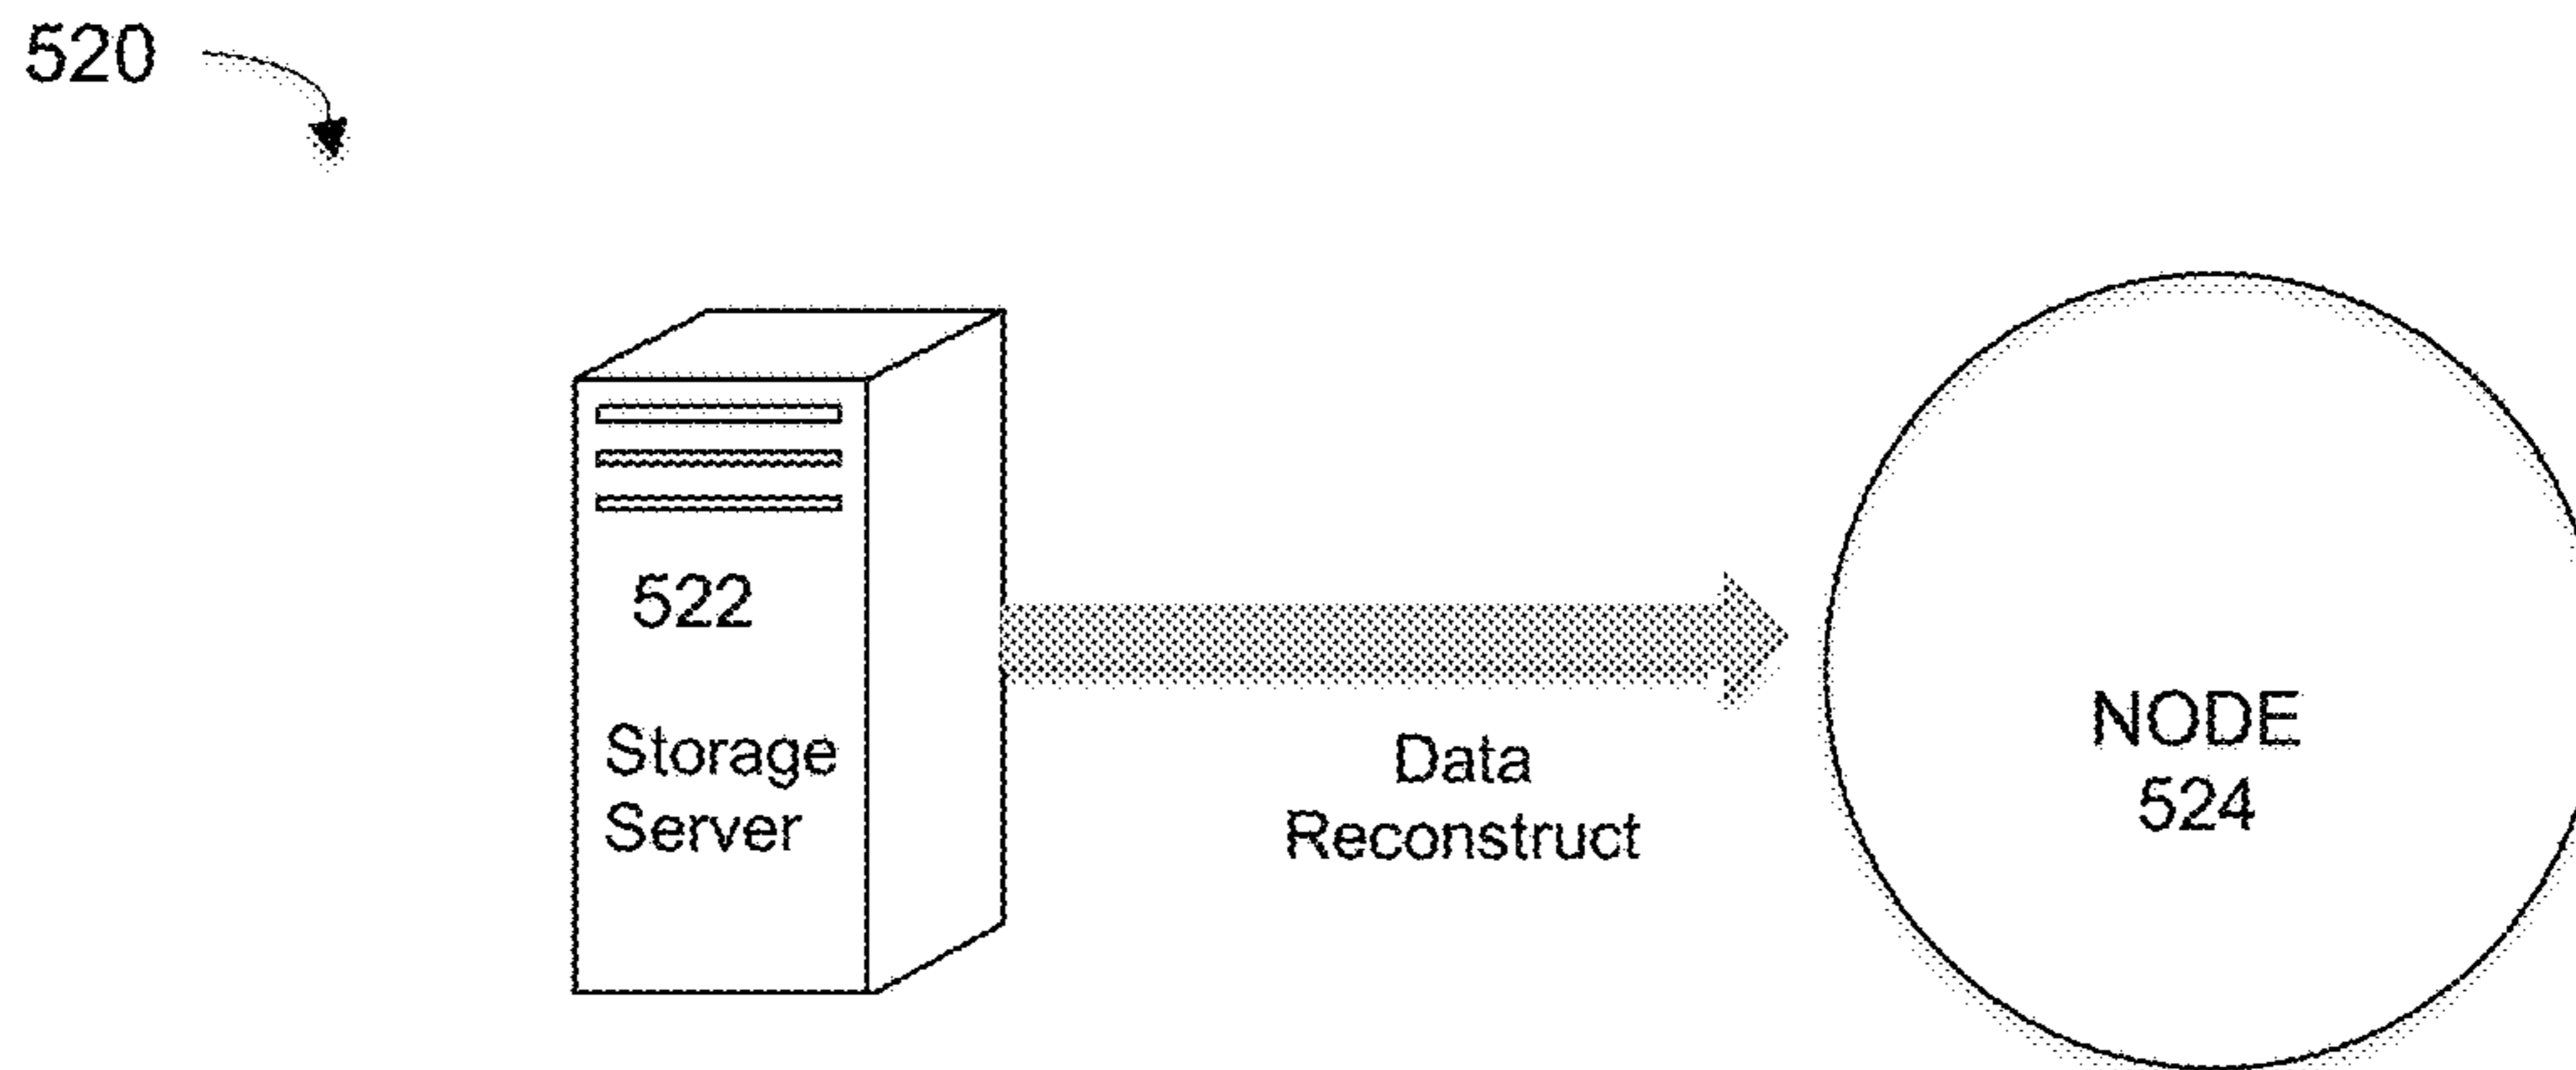 520
522
Storage
Server
Data
Reconstruct
NODE
524